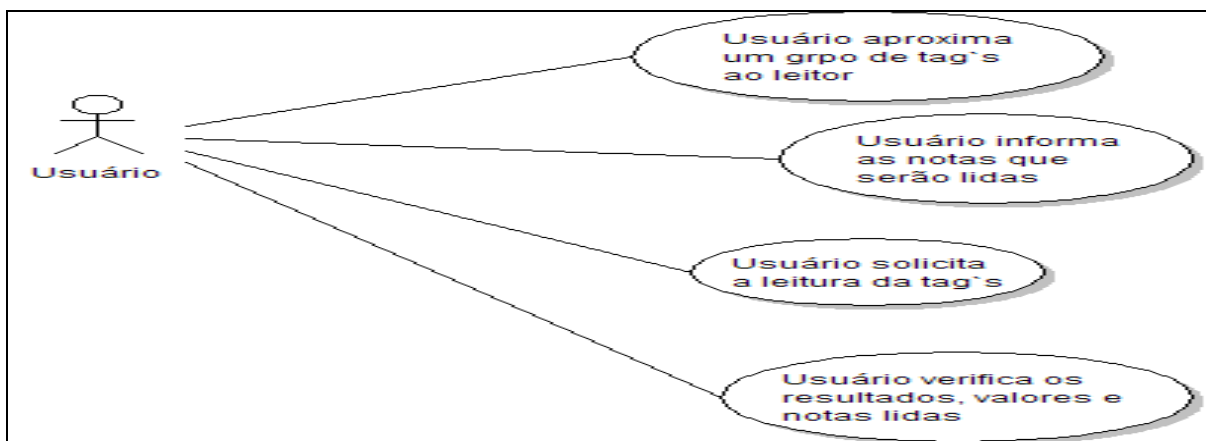 Usuário aproxima
um grpo de tag`s
ao leitor
Usuário
Usuário informa
as notas que
serão lidas
Usuário solicita
a leitura da tag`s
Usuário verifica os
resultados, valores e
notas lidas